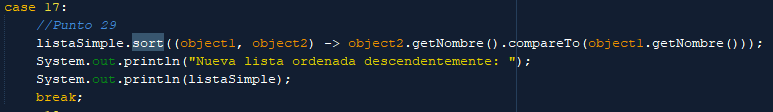 case 17:
//Punto 29
listaSimple.sort((object1, object2) -> object2.getNombre().compareTo(object1.getNombre()));
System.out.println("Nueva lista ordenada descendentemente: ");
System.out.println(listaSimple);
break;